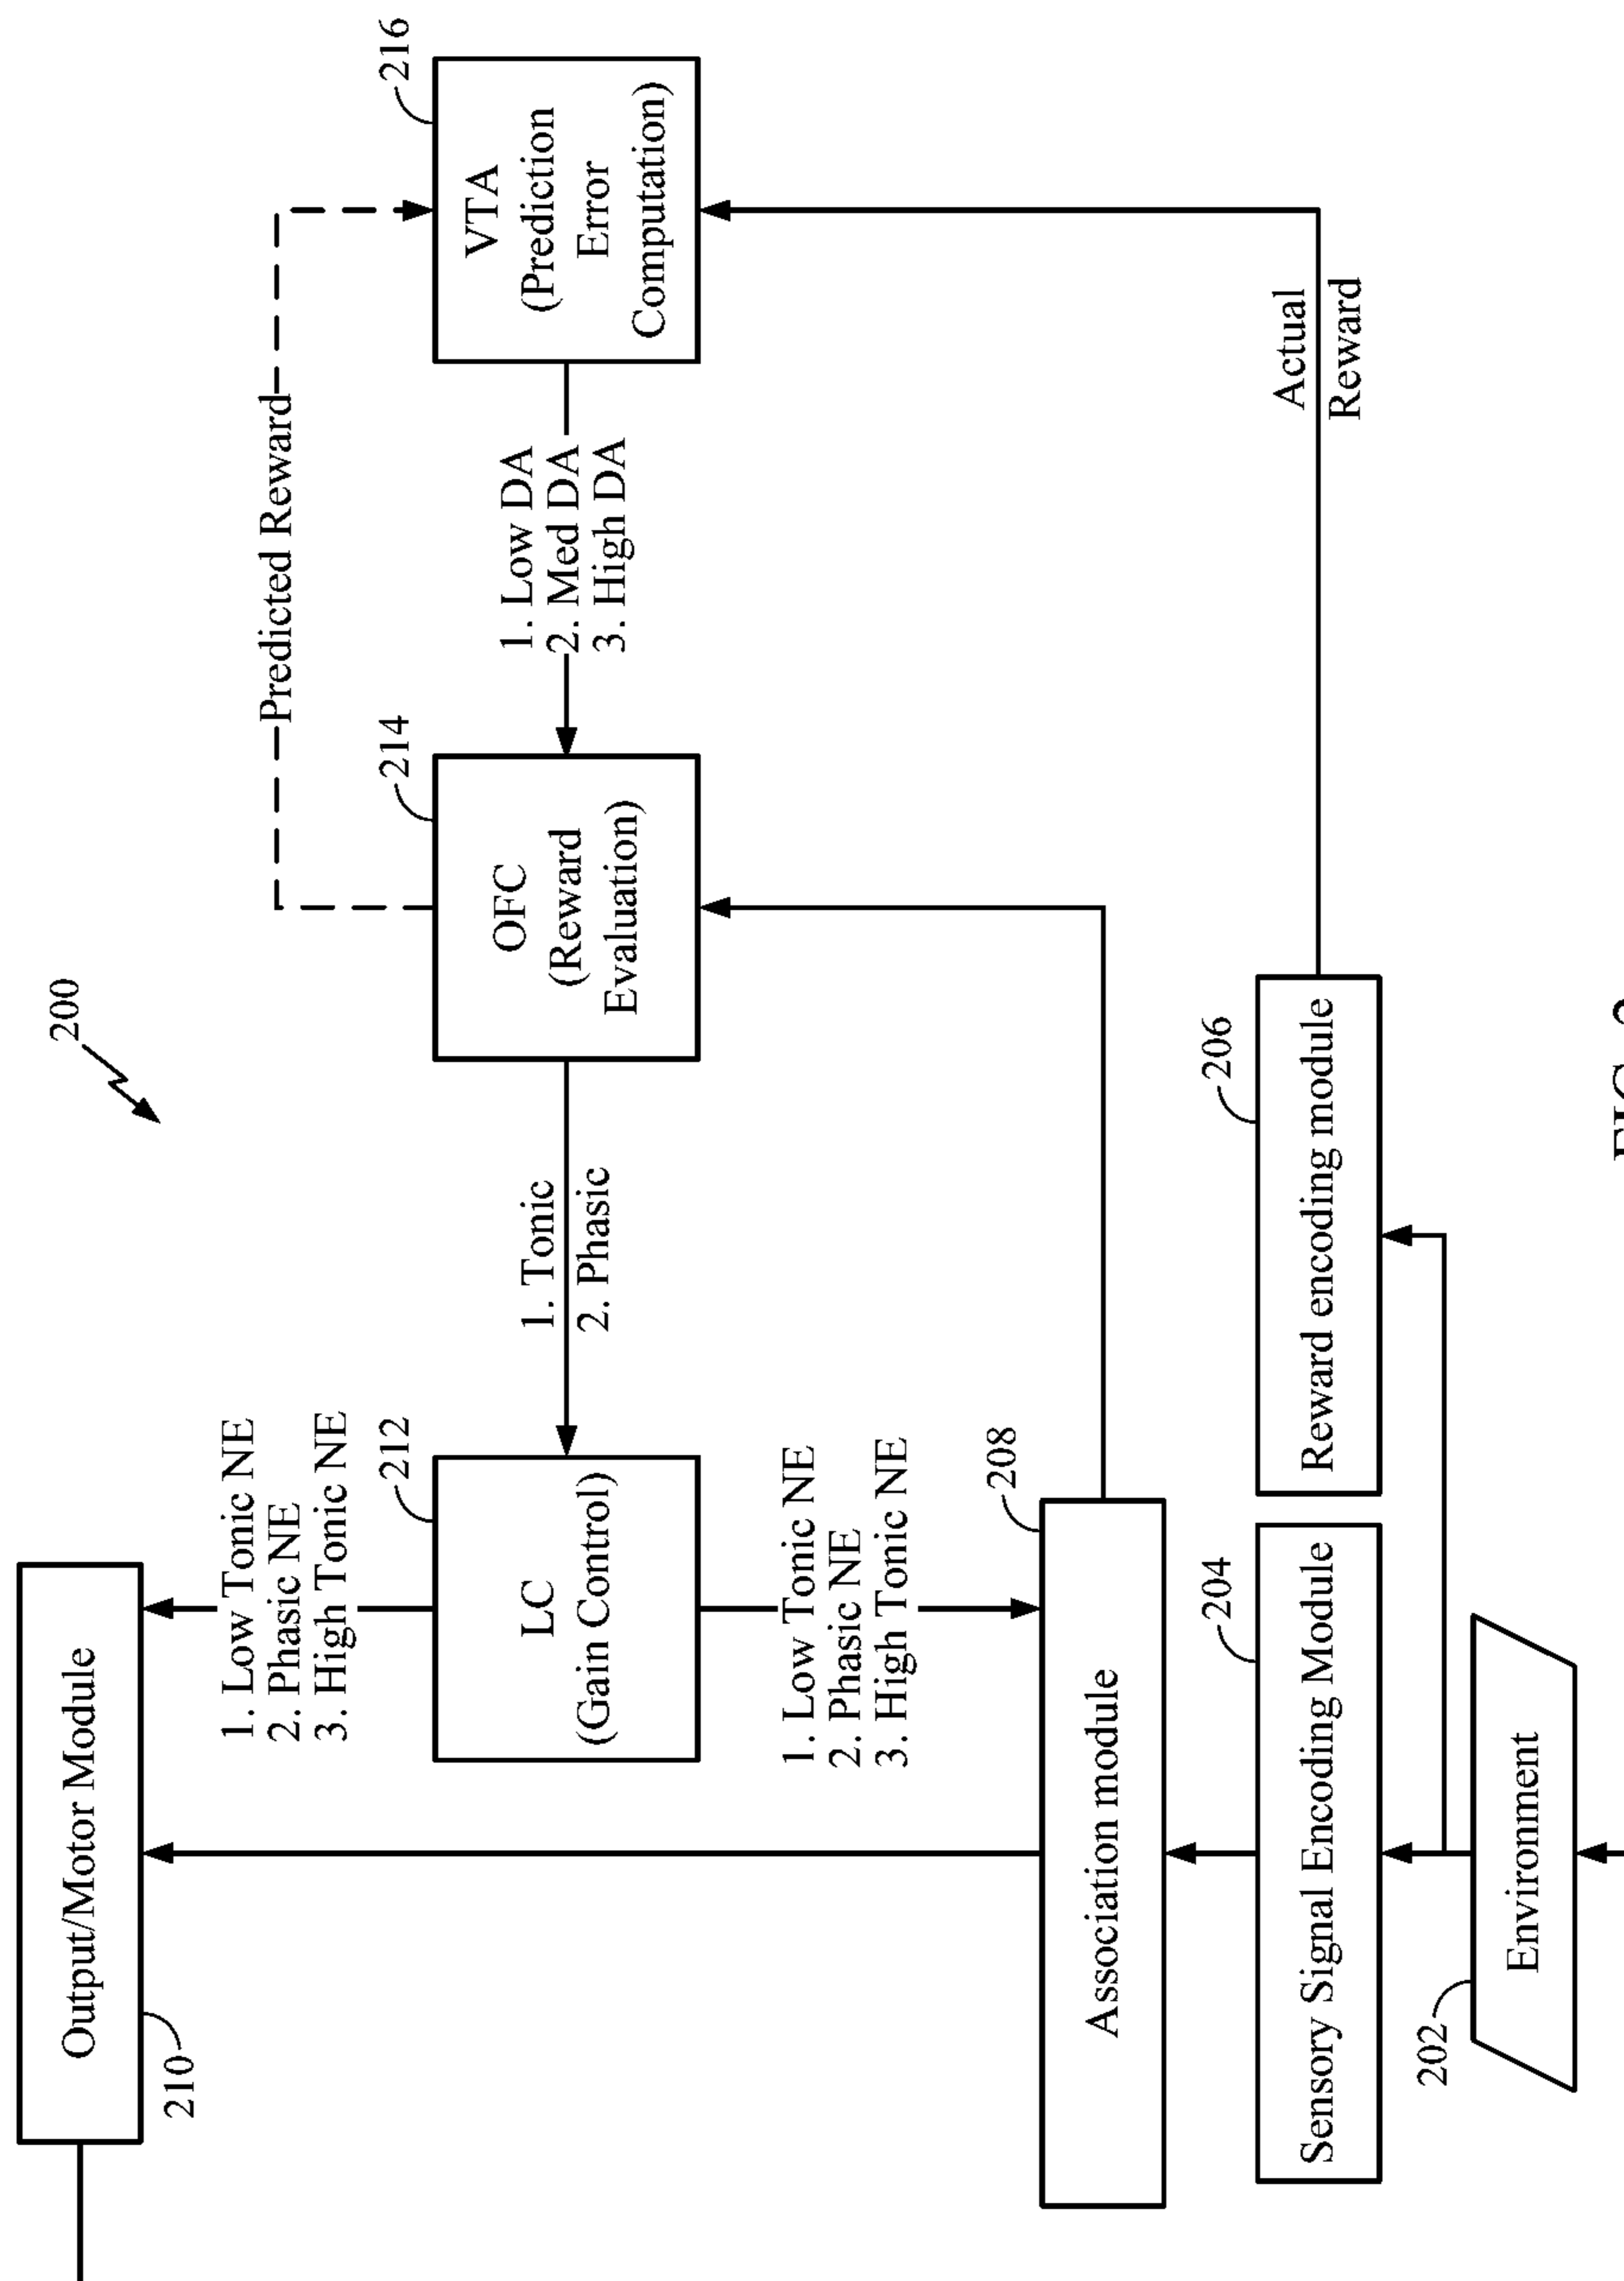 200
Output/Motor Module
210
1. Low Tonic NE
2. Phasic NE
3. High Tonic NE
Predicted Reward
212
LC
(Gain Control)
1. Tonic
2. Phasic
214
OFC
(Reward
Evaluation)
1. Low DA
2. Med DA
3. High DA
216
VTA
(Prediction
Error
Computation)
1. Low Tonic NE
2. Phasic NE
3. High Tonic NE
208
Association module
204
Sensory Signal Encoding Module
206
Reward encoding module
Actual
Reward
202
Environment